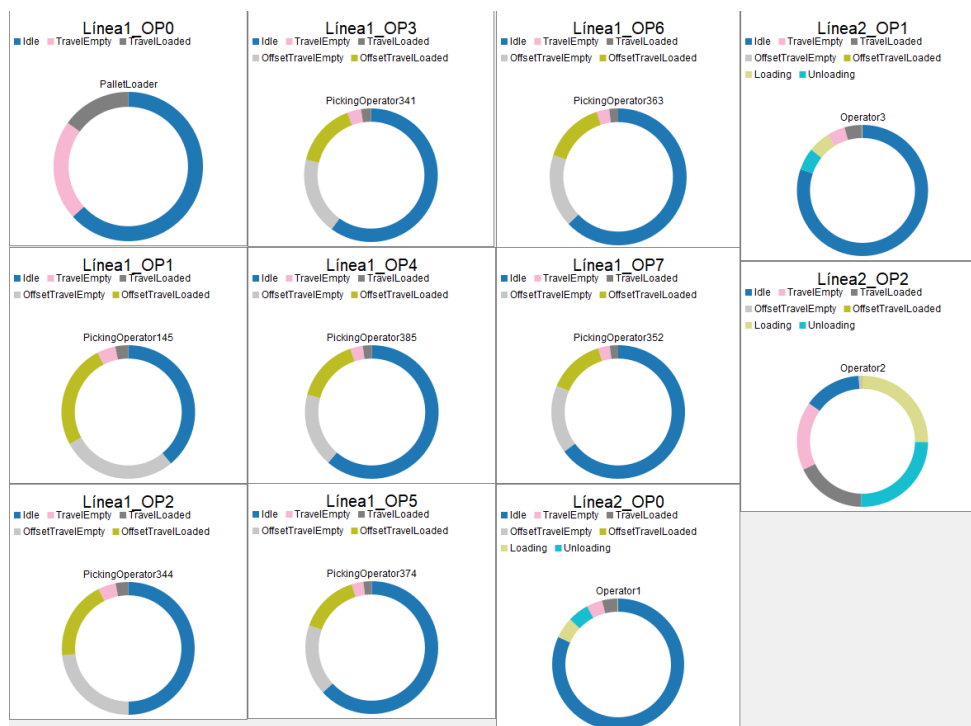 Línea1_OP0
Idle TravelEmpty TravelLoaded
PalletLoader
Línea1_OP3
Idle TravelEmpty TravelLoaded
OffsetTravelEmpty OffsetTravelLoaded
PickingOperator341
Línea1_OP6
Idle TravelEmpty TravelLoaded
OffsetTravelEmpty OffsetTravelLoaded
PickingOperator363
Línea2_OP1
Idle TravelEmpty TravelLoaded
OffsetTravelEmpty OffsetTravelLoaded
Loading Unloading
Operator3
Línea1_OP1
Idle TravelEmpty TravelLoaded
OffsetTravelEmpty OffsetTravelLoaded
PickingOperator145
Línea1_OP4
Idle TravelEmpty TravelLoaded
OffsetTravelEmpty OffsetTravelLoaded
PickingOperator385
Línea1_OP7
Idle TravelEmpty TravelLoaded
OffsetTravelEmpty OffsetTravelLoaded
PickingOperator352
Línea2_OP2
Idle TravelEmpty TravelLoaded
OffsetTravelEmpty OffsetTravelLoaded
Loading Unloading
Operator2
Línea1_OP2
Idle TravelEmpty TravelLoaded
OffsetTravelEmpty OffsetTravelLoaded
PickingOperator344
Línea1_OP5
Idle TravelEmpty TravelLoaded
OffsetTravelEmpty OffsetTravelLoaded
PickingOperator374
Línea2_OP0
Idle TravelEmpty TravelLoaded
OffsetTravelEmpty OffsetTravelLoaded
Loading Unloading
Operator1